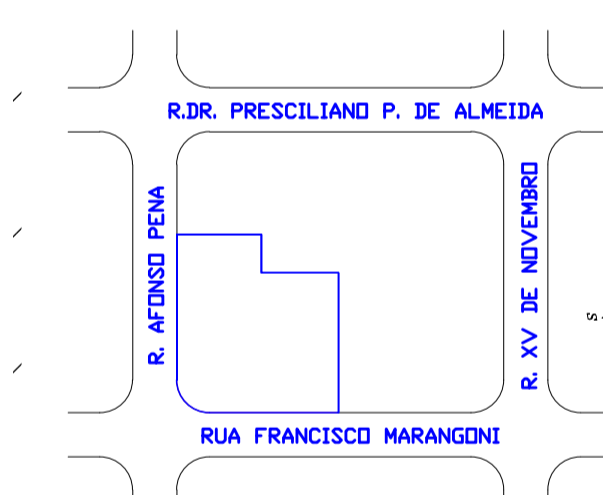 R.DR. PRESCILIANO P. DE ALMEIDA
R. AFONSO PENA
R. XV DE NOVEMBRO
s
RUA FRANCISCO MARANGONI